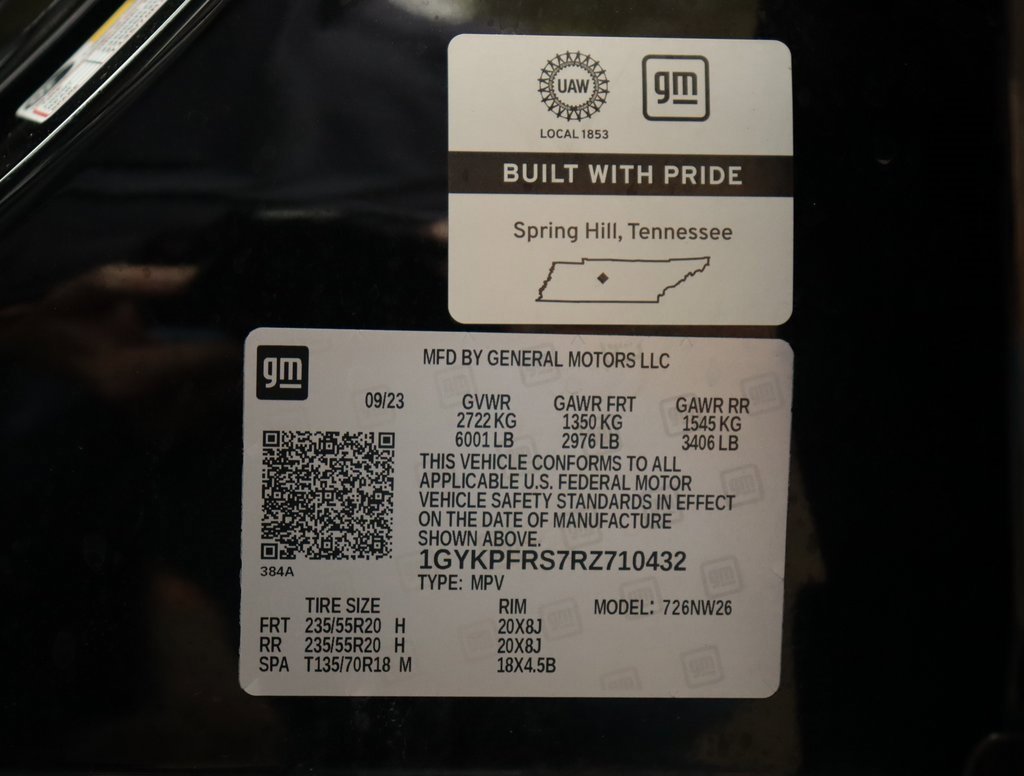 UAW
gm
LOCAL 1853
BUILT WITH PRIDE
Spring Hill, Tennessee
gm
MFD BY GENERAL MOTORS LLC
09/23 GVWR GAWR FRT GAWR RR
2722 KG 1350 KG 1545 KG
6001 LB 2976 LB 3406 LB
THIS VEHICLE CONFORMS TO ALL
APPLICABLE U.S. FEDERAL MOTOR
VEHICLE SAFETY STANDARDS IN EFFECT
ON THE DATE OF MANUFACTURE
SHOWN ABOVE.
384A
1GYKPFRS7RZ710432
TYPE: MPV
TIRE SIZE RIM MODEL: 726NW26
FRT 235/55R20 H 20X8J
RR 235/55R20 H 20X8J
SPA T135/70R18 M 18X4.5B